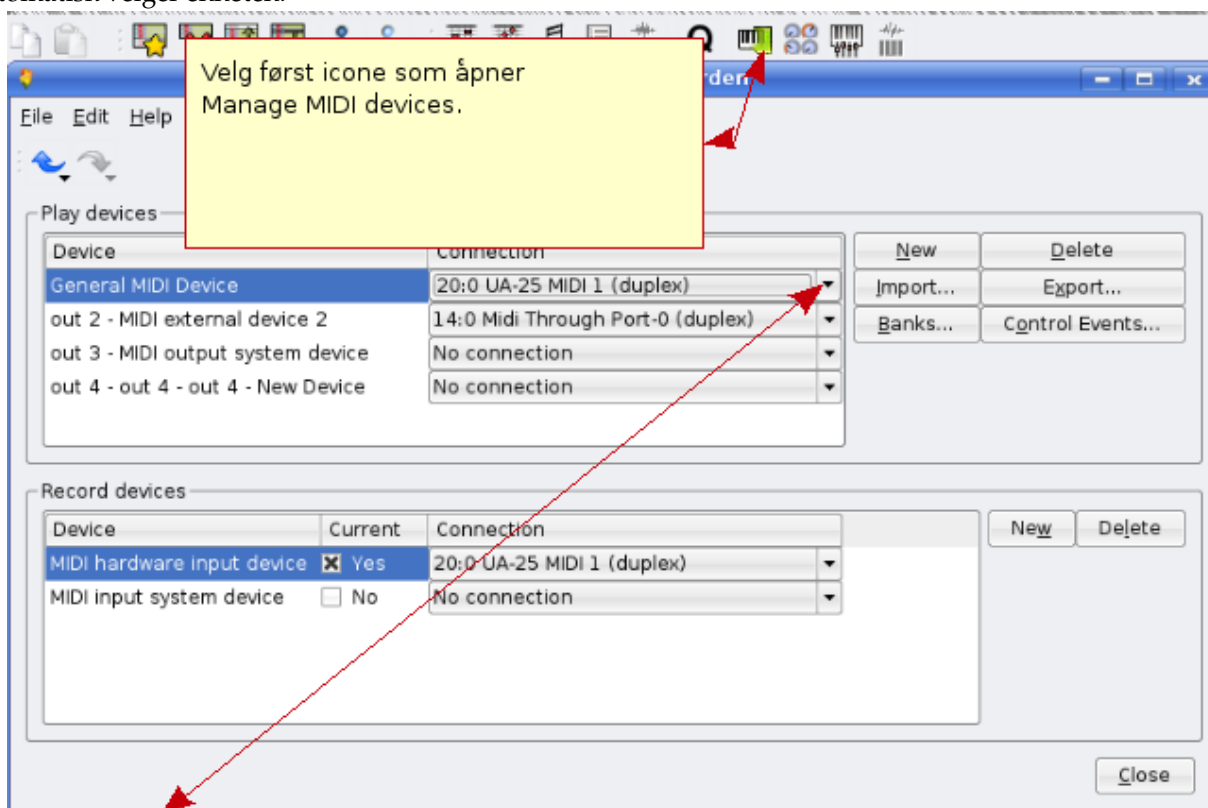 velger enheten.
Velg først icone som åpner
Manage MIDI devices.
File Edit Help
Play devices
Device Connection
General MIDI Device 20:0 UA-25 MIDI 1 (duplex)
out 2 - MIDI external device 2 14:0 Midi Through Port-0 (duplex)
out 3 - MIDI output system device No connection
out 4 - out 4 - out 4 - New Device No connection
New Delete
Import... Export...
Banks... Control Events...
Record devices
Device Current Connection
MIDI hardware input device Yes 20:0 UA-25 MIDI 1 (duplex)
MIDI input system device No No connection
New Delete
Close